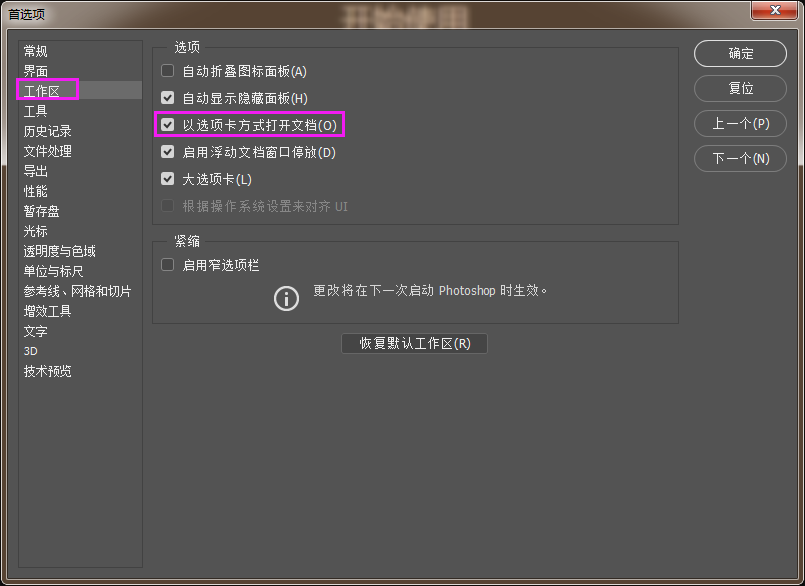 首选项
开始使用
常规
界面
工作区
工具
历史记录
文件处理
导出
性能
暂存盘
光标
透明度与色域
单位与标尺
参考线、网格和切片
增效工具
文字
3D
技术预览
选项
自动折叠图标面板(A)
自动显示隐藏面板(H)
以选项卡方式打开文档(O)
启用浮动文档窗口停放(D)
大选项卡(L)
根据操作系统设置来对齐 UI
紧缩
启用窄选项栏
更改将在下一次启动 Photoshop 时生效。
恢复默认工作区(R)
确定
复位
上一个(P)
下一个(N)